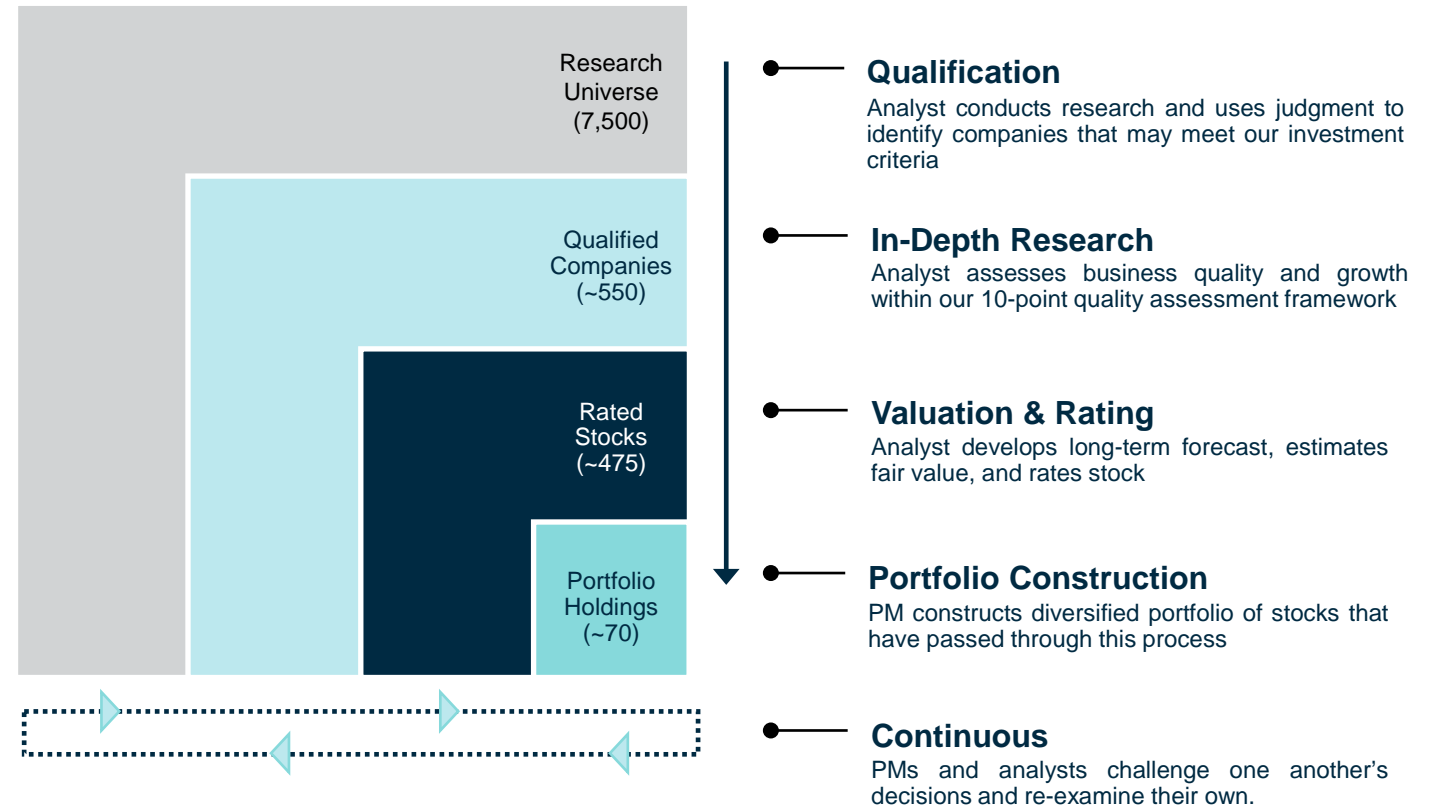 Research
Universe
(7,500)
Qualified
Companies
(~550)
Rated
Stocks
(~475)
Portfolio
Holdings
(~70)
Qualification
Analyst conducts research and uses judgment to
identify companies that may meet our investment
criteria
In-Depth Research
Analyst assesses business quality and growth
within our 10-point quality assessment framework
Valuation & Rating
Analyst develops long-term forecast, estimates
fair value, and rates stock
Portfolio Construction
PM constructs diversified portfolio of stocks that
have passed through this process
Continuous
PMs and analysts challenge one another’s
decisions and re-examine their own.